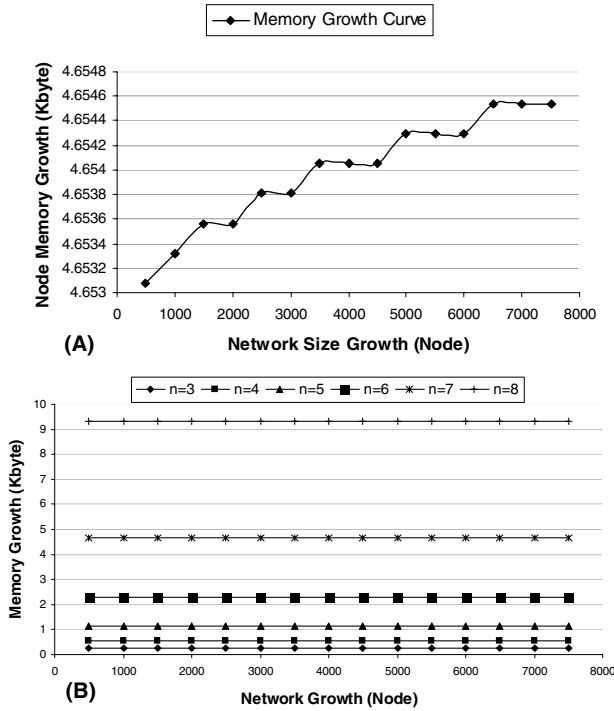 Memory Growth Curve
Node Memory Growth (Kbyte)
4.6548
4.6546
4.6544
4.6542
4.654
4.6538
4.6536
4.6534
4.6532
4.653
0 1000 2000 3000 4000 5000 6000 7000 8000
(A) Network Size Growth (Node)
n=3 n=4 n=5 n=6 n=7 n=8
Memory Growth (Kbyte)
10
9
8
7
6
5
4
3
2
1
0
0 1000 2000 3000 4000 5000 6000 7000 8000
(B) Network Growth (Node)